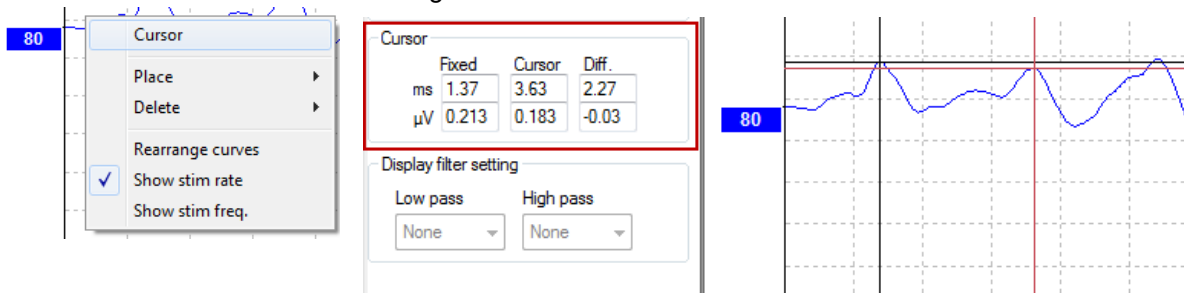 80
Cursor
Place
Delete
Rearrange curves
Show stim rate
Show stim freq.
Cursor
Fixed Cursor Diff.
ms 1.37 3.63 2.27
µV 0.213 0.183 -0.03
Display filter setting
Low pass High pass
None None
80